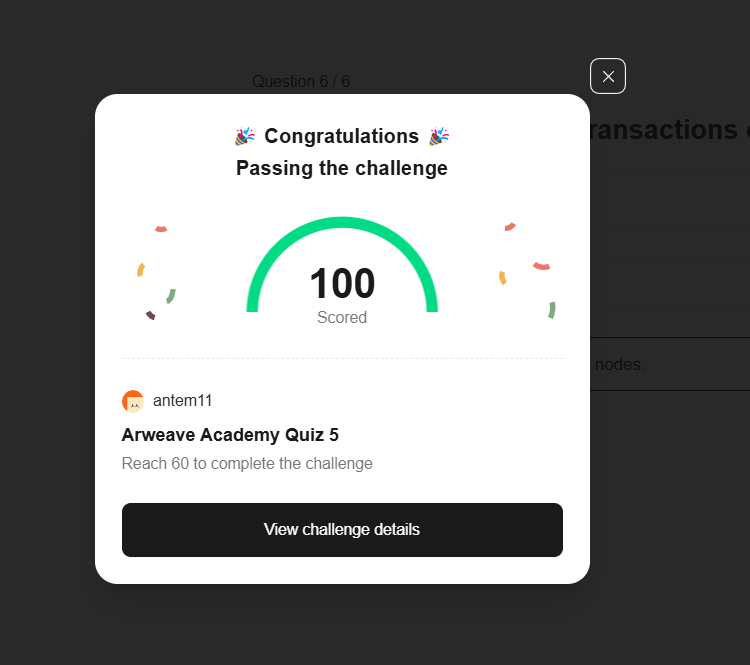 Question 6 / 6
ransactions
Congratulations
Passing the challenge
100
Scored
nodes.
antem11
Arweave Academy Quiz 5
Reach 60 to complete the challenge
View challenge details